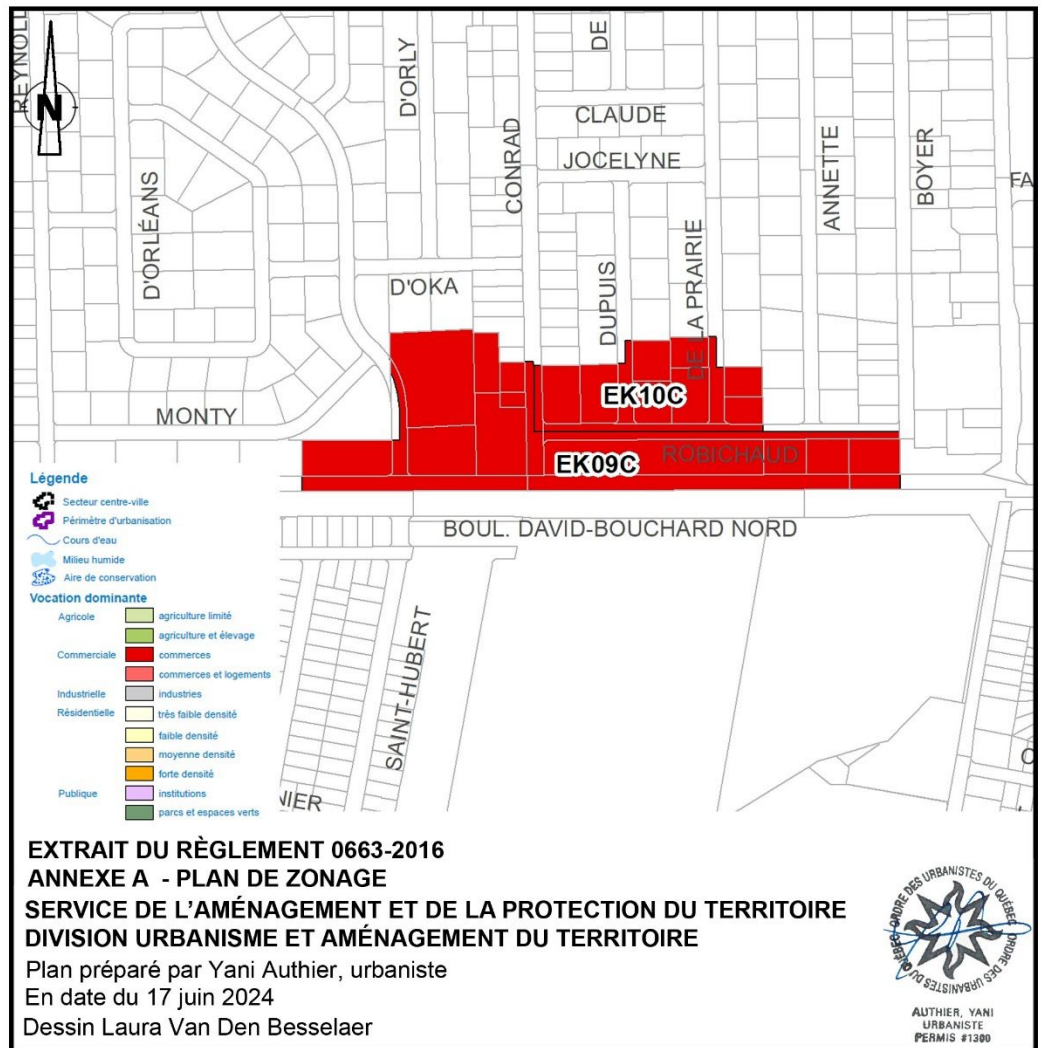 REYNOLD
N
D'ORLY
DE
CLAUDE
JOCELYNE
CONRAD
ANNETTE
BOYER
FA
D'ORLÉANS
D'OKA
DUPUIS
DE LA PRAIRIE
MONTY
EK10C
EK09C
ROBICHAUD
BOUL. DAVID-BOUCHARD NORD
SAINT-HUBERT
NIER
Légende
Secteur centre-ville
Périmètre d'urbanisation
Cours d'eau
Milieu humide
Aire de conservation
Vocation dominante
Agricole agriculture limité
agriculture et élevage
Commerciale commerces
commerces et logements
Industrielle industries
Résidentielle très faible densité
faible densité
moyenne densité
forte densité
Publique institutions
parcs et espaces verts
EXTRAIT DU RÈGLEMENT 0663-2016
ANNEXE A - PLAN DE ZONAGE
SERVICE DE L'AMÉNAGEMENT ET DE LA PROTECTION DU TERRITOIRE
DIVISION URBANISME ET AMÉNAGEMENT DU TERRITOIRE
Plan préparé par Yani Authier, urbaniste
En date du 17 juin 2024
Dessin Laura Van Den Besselaer
ORDRE DES URBANISTES DU QUÉBEC
ORDRE DES URBANISTES DU QUÉBEC
AUTHIER, YANI
URBANISTE
PERMIS #1300